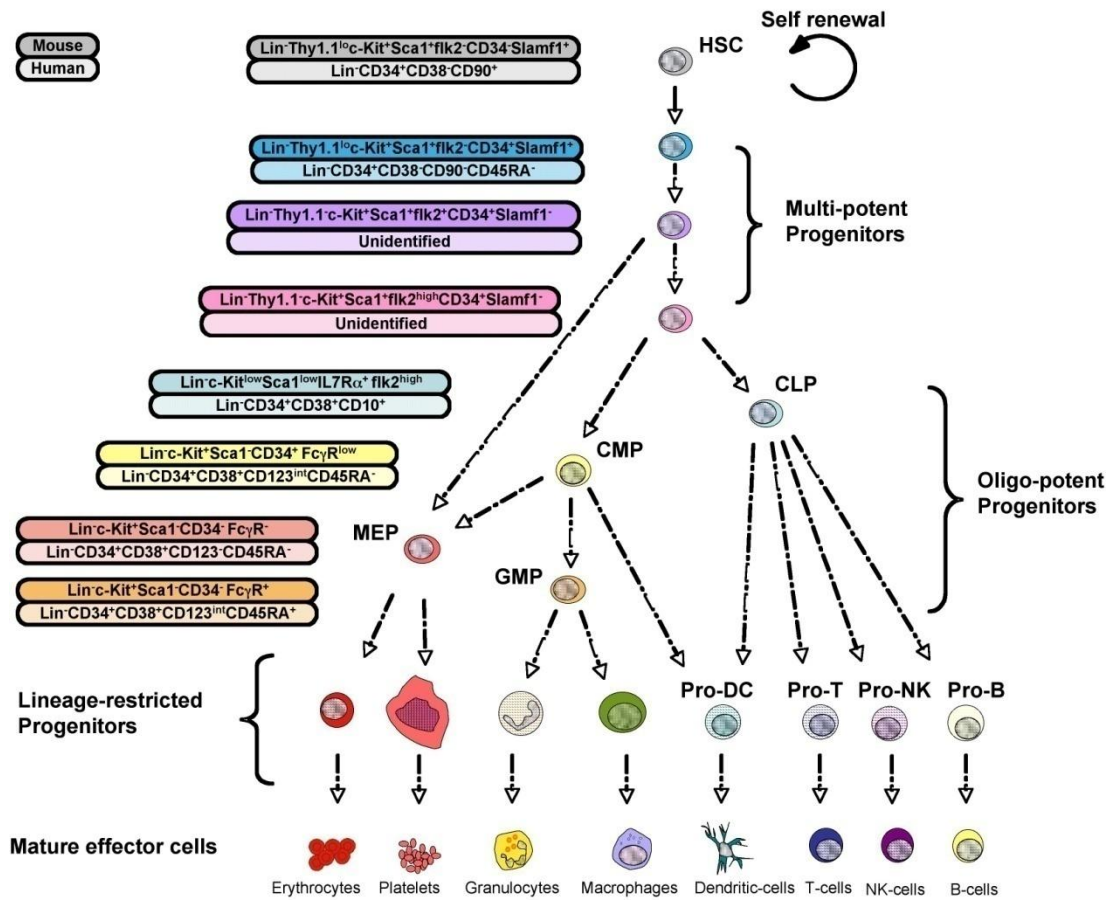 Self renewal
Mouse
Human
Lin⁻Thy1.1ˡᵒc-Kit⁺Sca1⁺flk2⁻CD34⁻Slamf1⁺
Lin⁻CD34⁺CD38⁻CD90⁺
HSC
Lin⁻Thy1.1ˡᵒc-Kit⁺Sca1⁺flk2⁻CD34⁺Slamf1⁺
Lin⁻CD34⁺CD38⁻CD90⁻CD45RA⁻
Lin⁻Thy1.1⁻c-Kit⁺Sca1⁺flk2⁺CD34⁺Slamf1⁻
Unidentified
Multi-potent
Progenitors
Lin⁻Thy1.1⁻c-Kit⁺Sca1⁺flk2ʰⁱᵍʰCD34⁺Slamf1⁻
Unidentified
Lin⁻c-KitˡᵒʷSca1ˡᵒʷIL7Rα⁺ flk2ʰⁱᵍʰ
Lin⁻CD34⁺CD38⁺CD10⁺
CLP
Lin⁻c-Kit⁺Sca1⁻CD34⁺ FcγRˡᵒʷ
Lin⁻CD34⁺CD38⁺CD123ⁱⁿᵗCD45RA⁻
CMP
Oligo-potent
Progenitors
Lin⁻c-Kit⁺Sca1⁻CD34⁻ FcγR⁻
Lin⁻CD34⁺CD38⁺CD123⁻CD45RA⁻
MEP
Lin⁻c-Kit⁺Sca1⁻CD34⁻ FcγR⁺
Lin⁻CD34⁺CD38⁺CD123ⁱⁿᵗCD45RA⁺
GMP
Lineage-restricted
Progenitors
Pro-DC
Pro-T
Pro-NK
Pro-B
Mature effector cells
Erythrocytes
Platelets
Granulocytes
Macrophages
Dendritic-cells
T-cells
NK-cells
B-cells